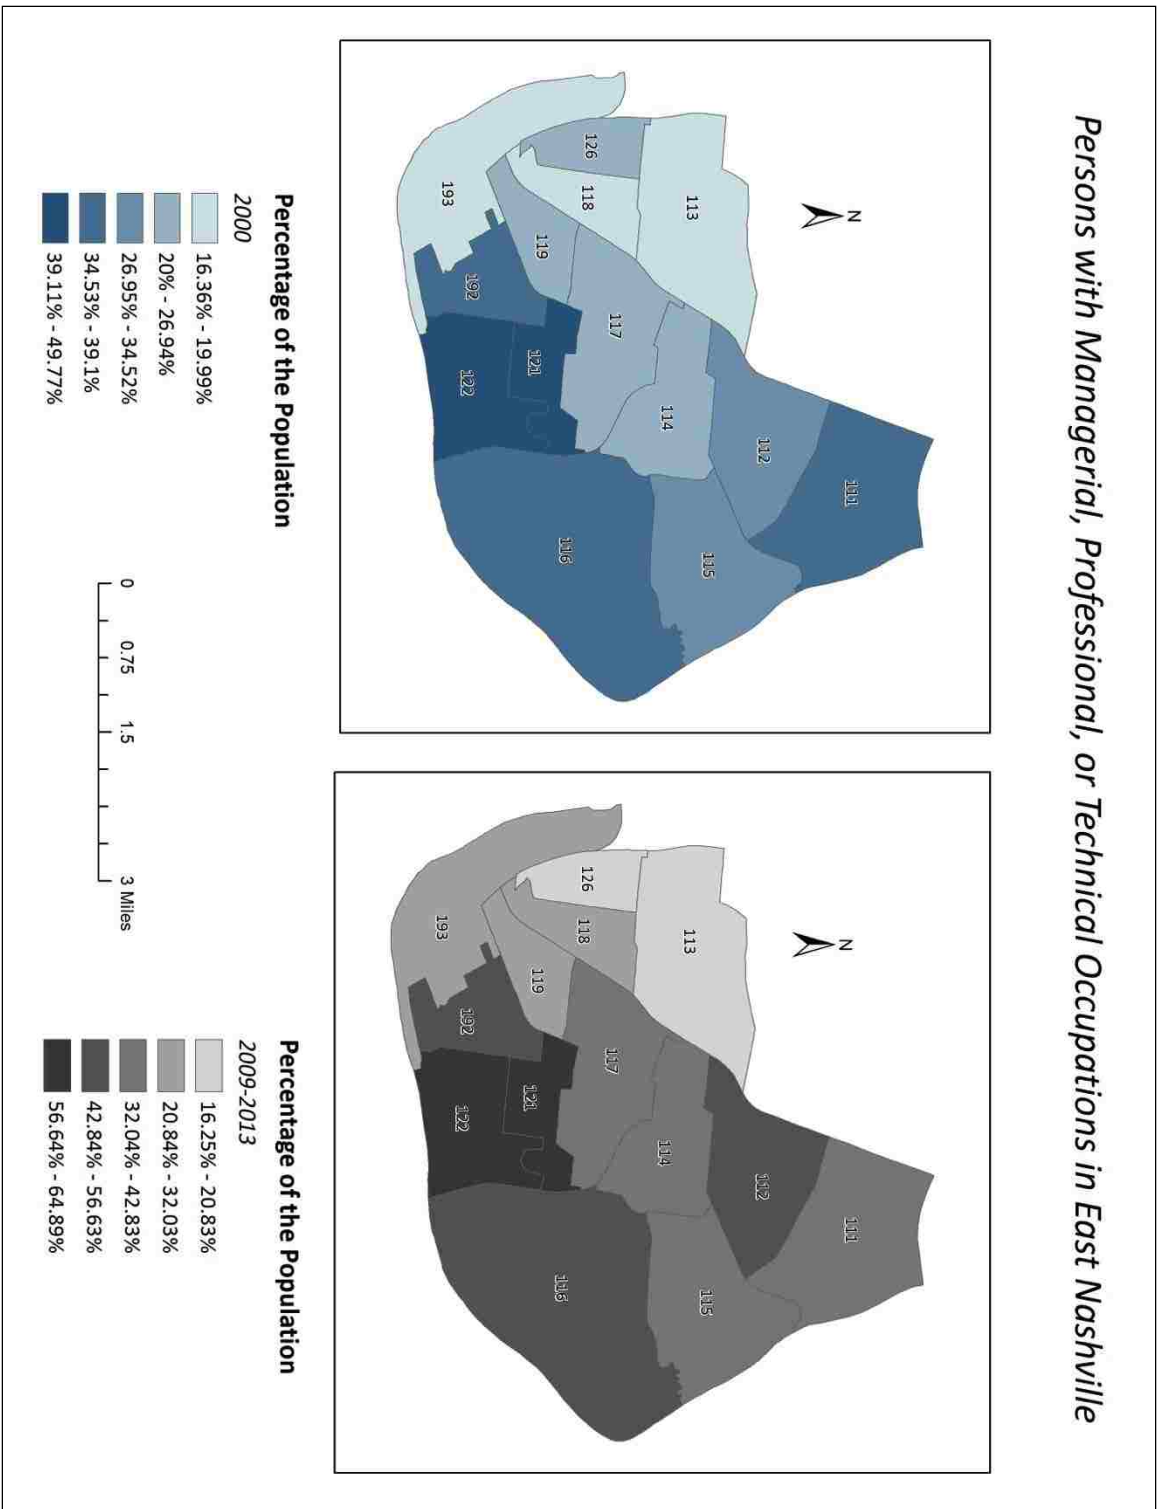 Persons with Managerial, Professional, or Technical Occupations in East Nashville
N
111
112
113
114
115
126
118
117
119
116
193
192
121
122
N
111
112
113
114
115
126
118
117
119
116
193
192
121
122
Percentage of the Population
2000
16.36% - 19.99%
20% - 26.94%
26.95% - 34.52%
34.53% - 39.1%
39.11% - 49.77%
0 0.75 1.5 3 Miles
Percentage of the Population
2009-2013
16.25% - 20.83%
20.84% - 32.03%
32.04% - 42.83%
42.84% - 56.63%
56.64% - 64.89%